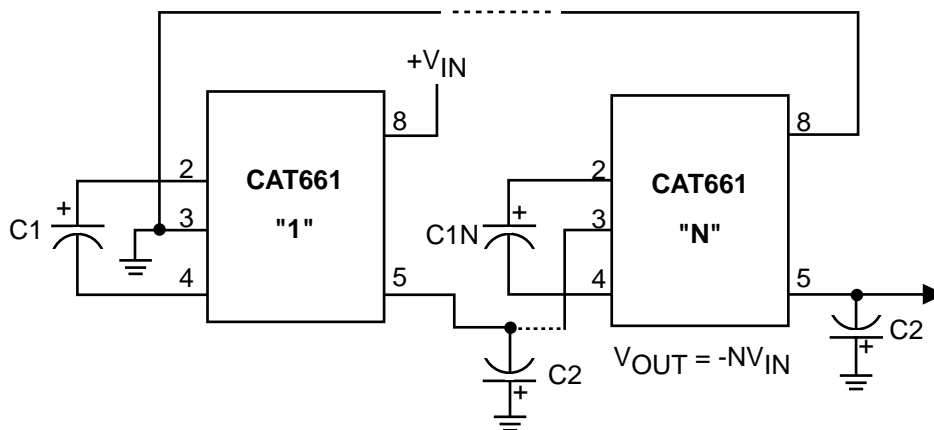 +VIN
8
8
2
CAT661
"1"
3
4
5
C1
+
2
CAT661
"N"
3
4
5
C1N
+
C2
+
C2
+
VOUT = -NVIN